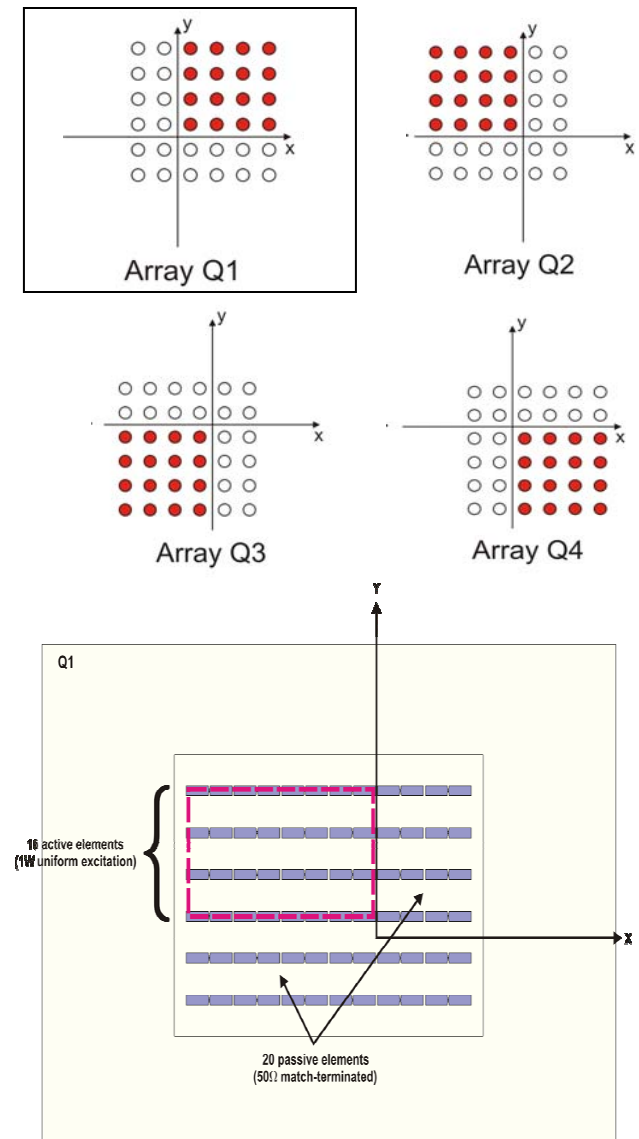 y
x
Array Q1
y
x
Array Q2
y
x
Array Q3
y
x
Array Q4
Y
Q1
16 active elements
(1W uniform excitation)
X
20 passive elements
(50Ω match-terminated)